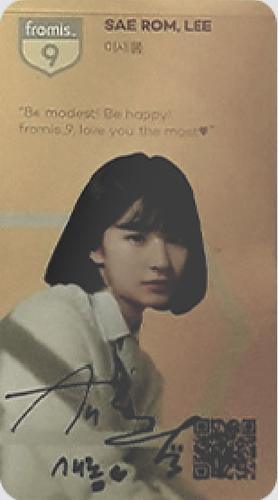 fromis_
9
SAE ROM, LEE
이새롬
"Be modest! Be happy!
fromis_9, love you the most♥"
새롬